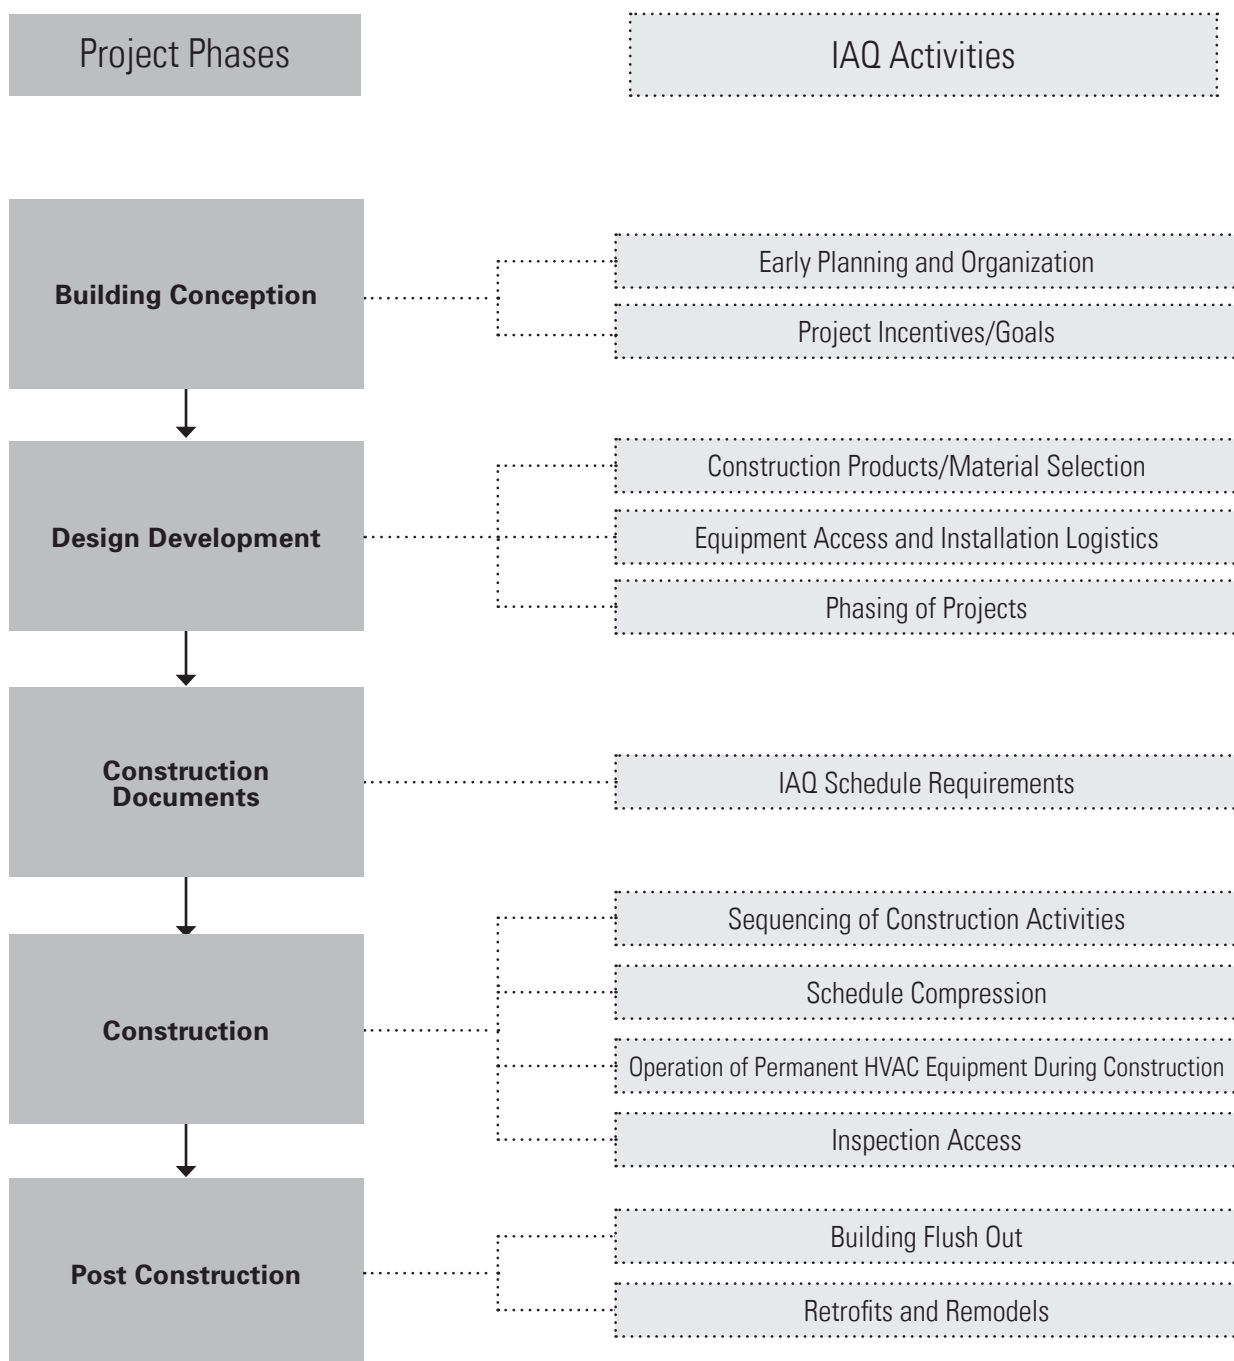 Project Phases
IAQ Activities
Building Conception
Early Planning and Organization
Project Incentives/Goals
Design Development
Construction Products/Material Selection
Equipment Access and Installation Logistics
Phasing of Projects
Construction
Documents
IAQ Schedule Requirements
Construction
Sequencing of Construction Activities
Schedule Compression
Operation of Permanent HVAC Equipment During Construction
Inspection Access
Post Construction
Building Flush Out
Retrofits and Remodels